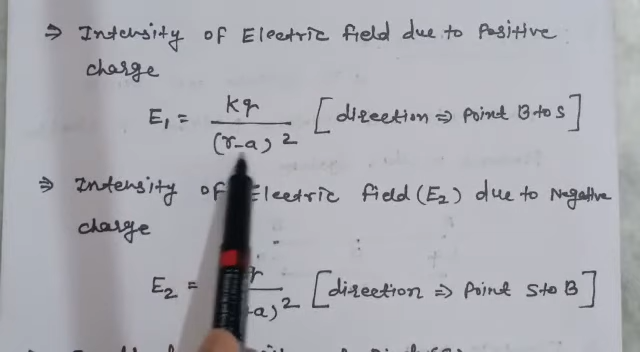 ⇒ Intensity of Electric field due to Positive
charge
E₁ = Kq / (r-a)² [direction ⇒ Point B to S]
⇒ Intensity of Electric field (E₂) due to Negative
charge
E₂ = -a)² [direction ⇒ Point S to B]